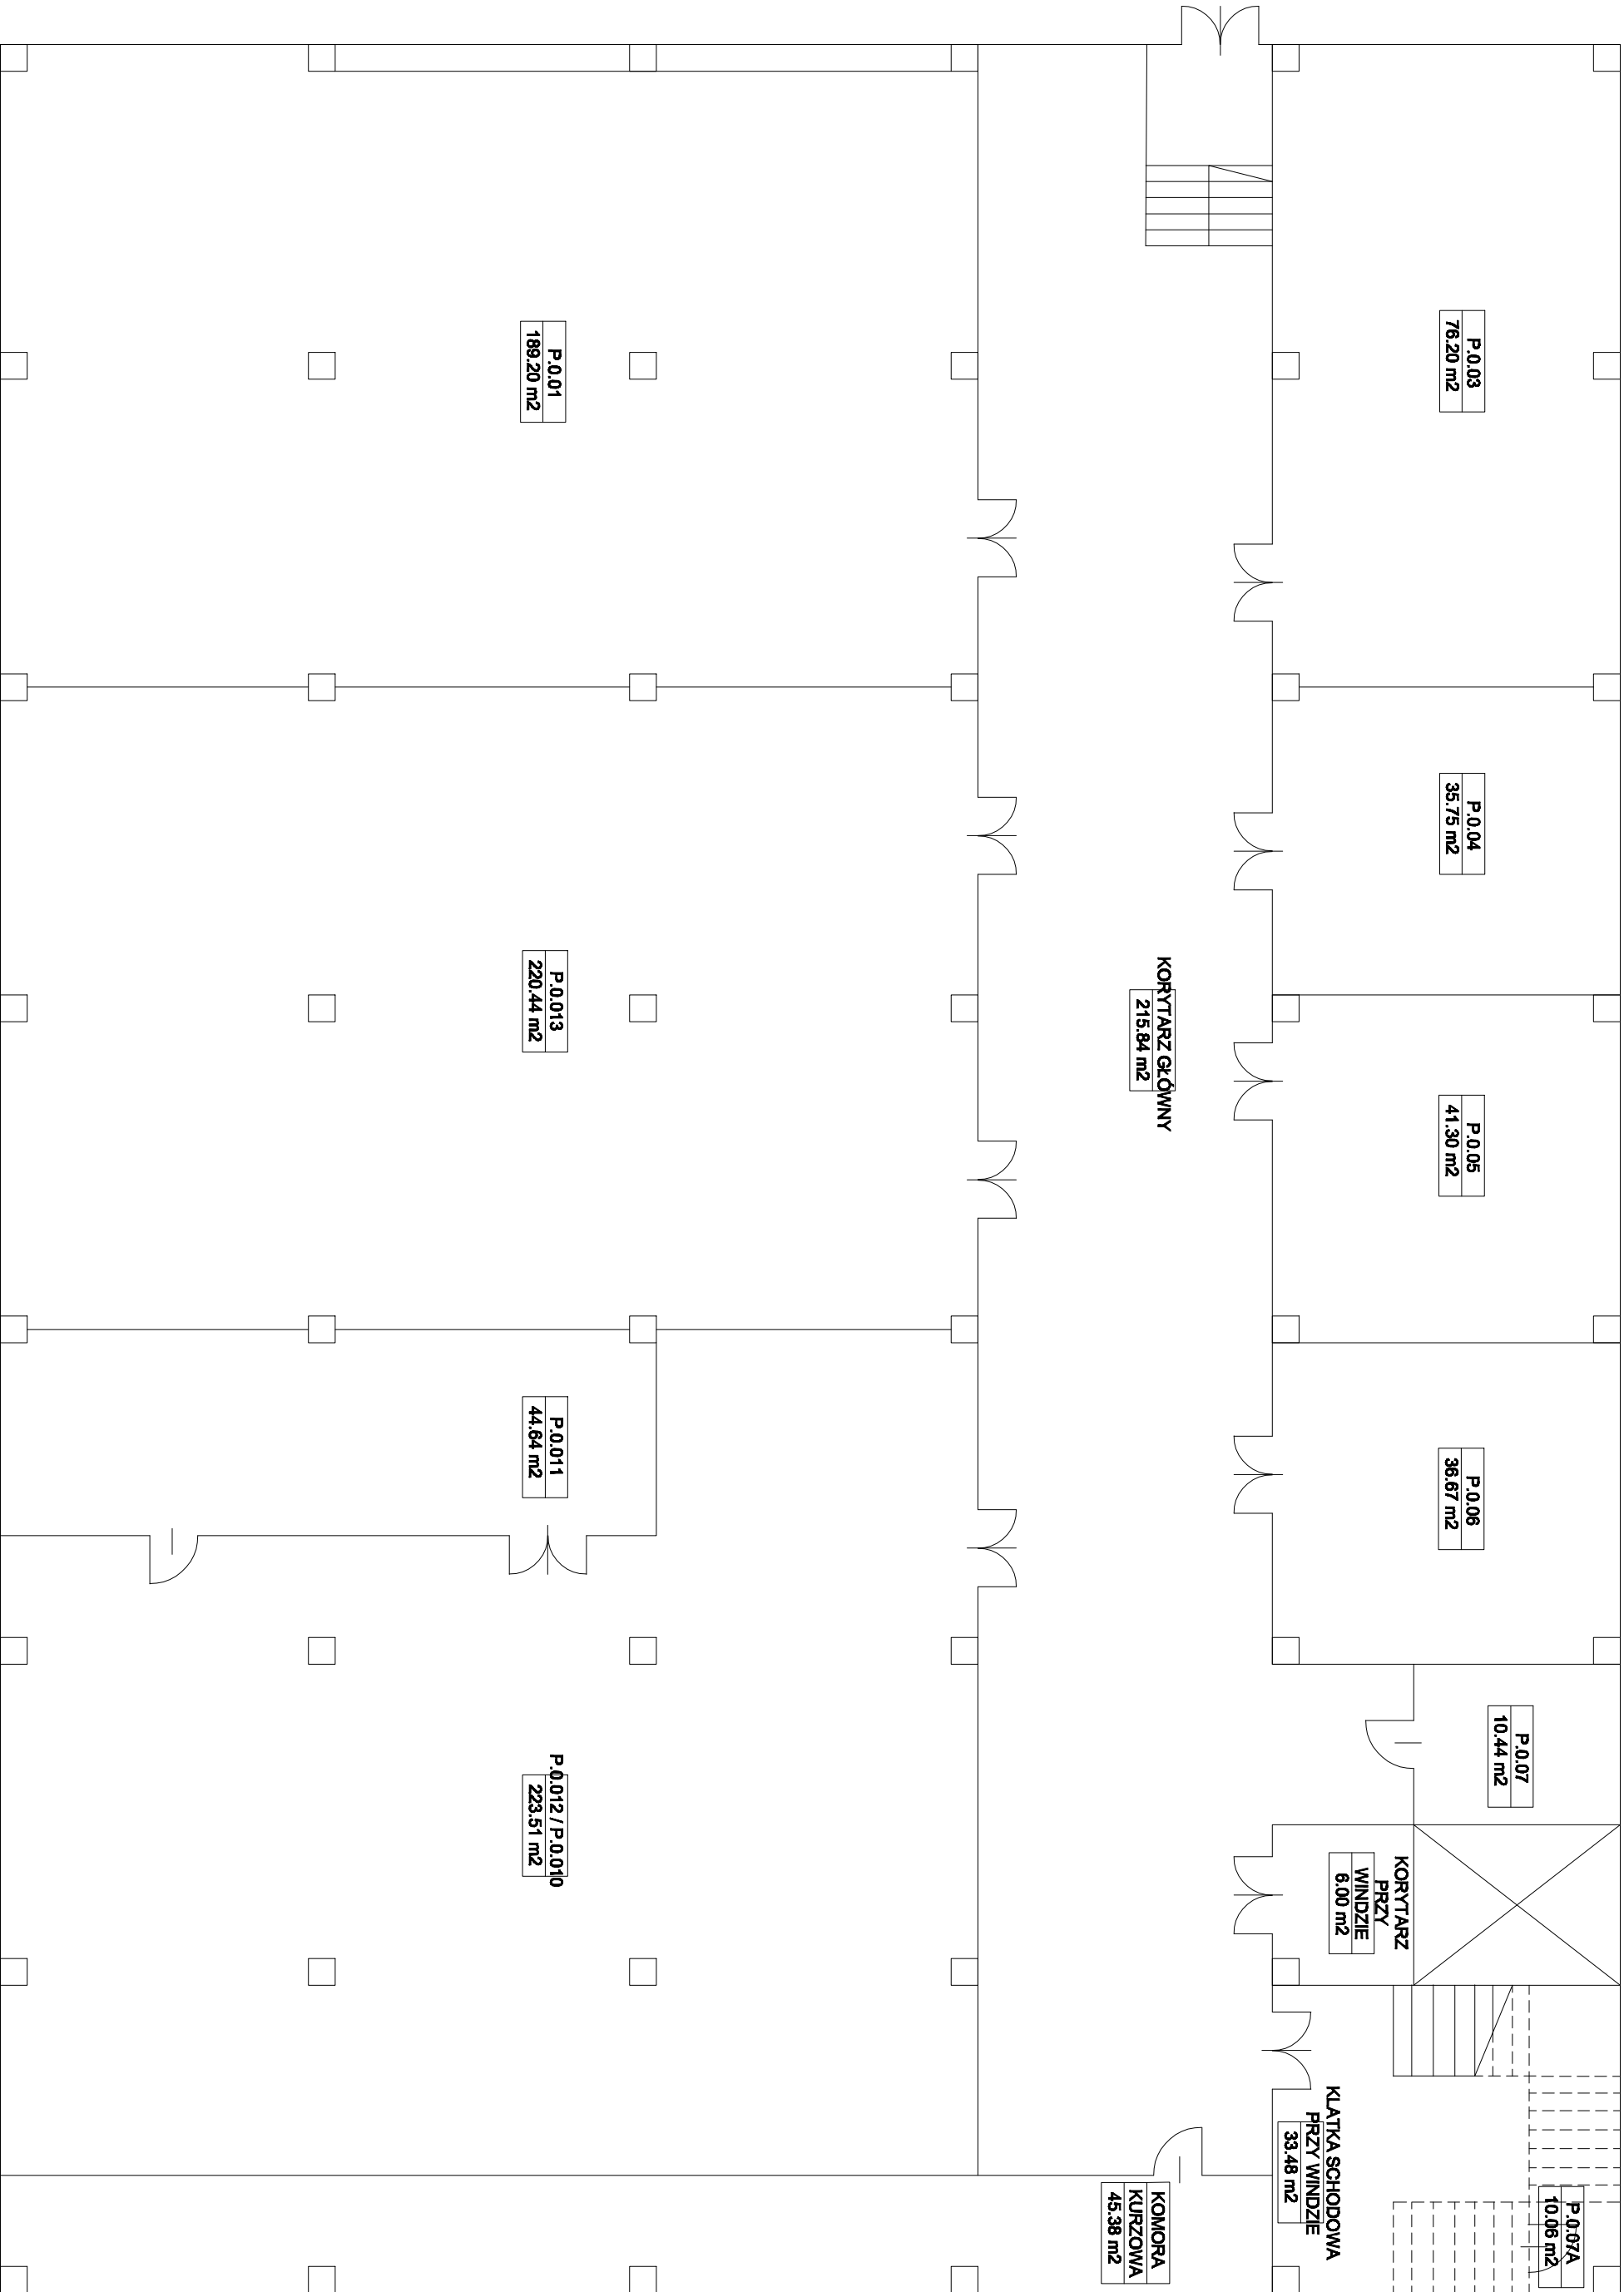 P.0.03
76.20 m2
P.0.04
35.75 m2
P.0.05
41.30 m2
P.0.06
36.67 m2
P.0.07
10.44 m2
P.0.07A
10.06 m2
KORYTARZ
PRZY
WINDZIE
6.00 m2
KLATKA SCHODOWA
PRZY WINDZIE
33.48 m2
KORYTARZ GŁÓWNY
215.84 m2
KOMORA
KURZOWA
45.38 m2
P.0.01
189.20 m2
P.0.013
220.44 m2
P.0.011
44.64 m2
P.0.012 / P.0.010
223.51 m2